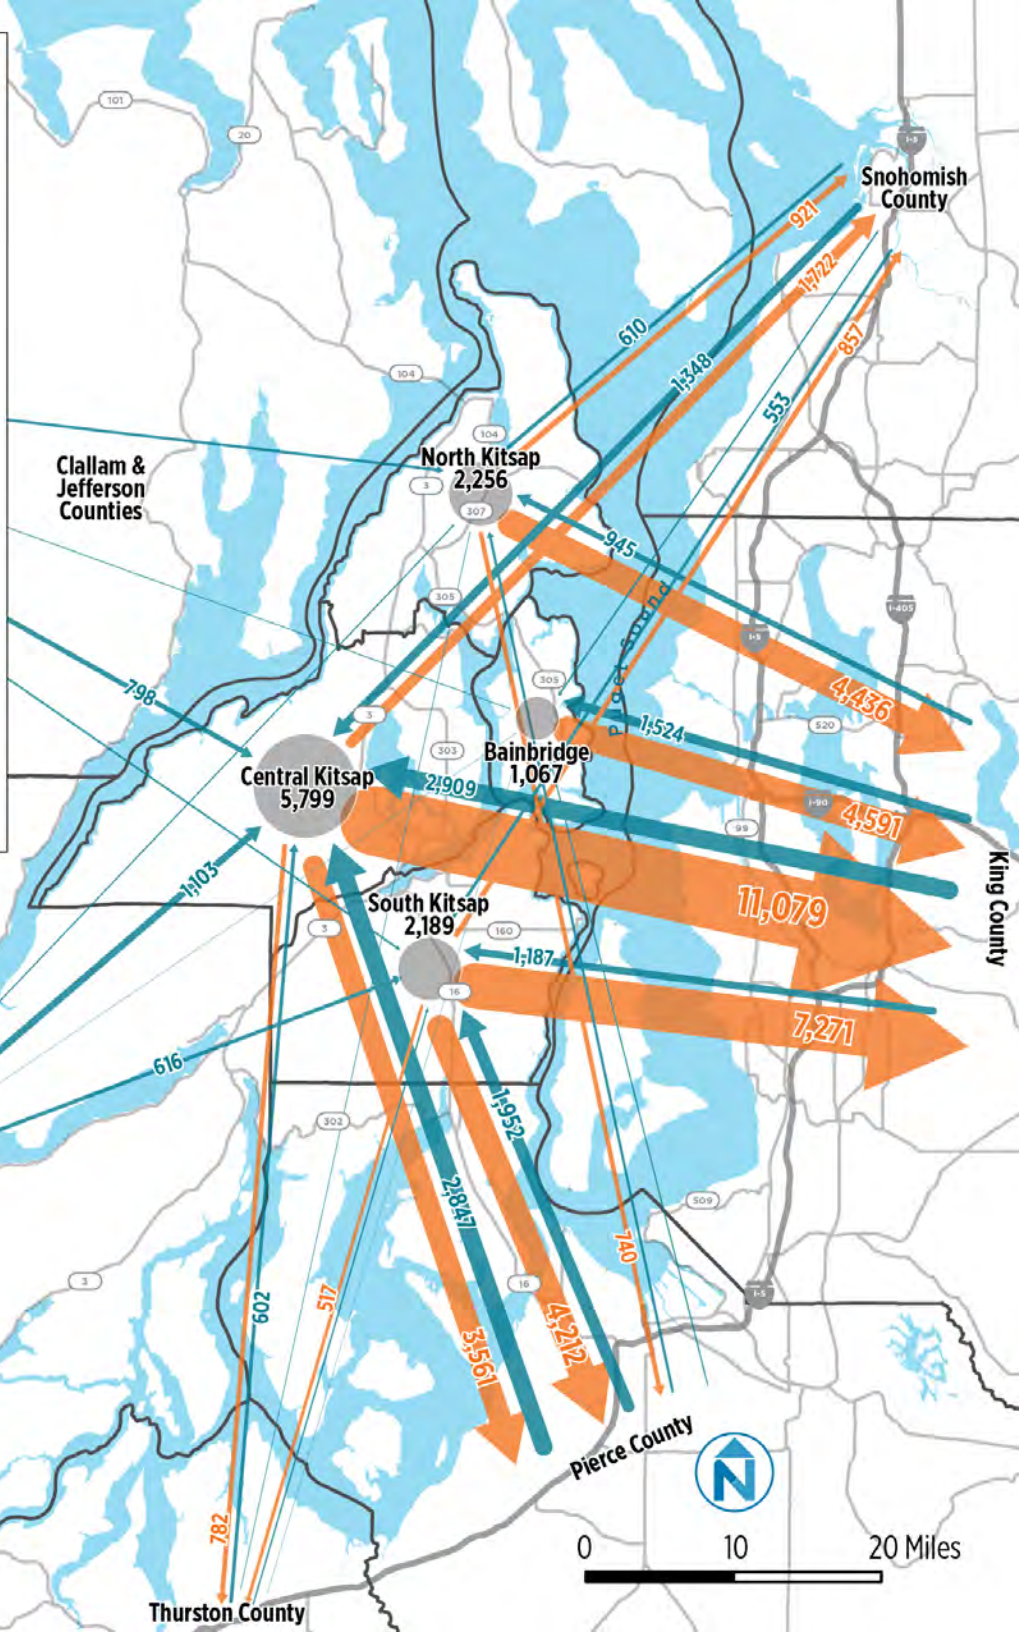 101
20
I-5
Snohomish
County
921
1,722
610
857
1,348
104
553
104
Clallam &
Jefferson
Counties
North Kitsap
2,256
3
307
945
305
I-405
I-5
Puget Sound
305
798
4,436
3
1,524
520
303
Bainbridge
1,067
Central Kitsap
5,799
2,909
I-90
4,591
99
1,103
11,079
King County
South Kitsap
2,189
3
160
1,187
16
7,271
616
302
1,952
2,847
509
740
3
16
I-5
602
517
4,212
3,561
Pierce County
N
782
0 10 20 Miles
Thurston County